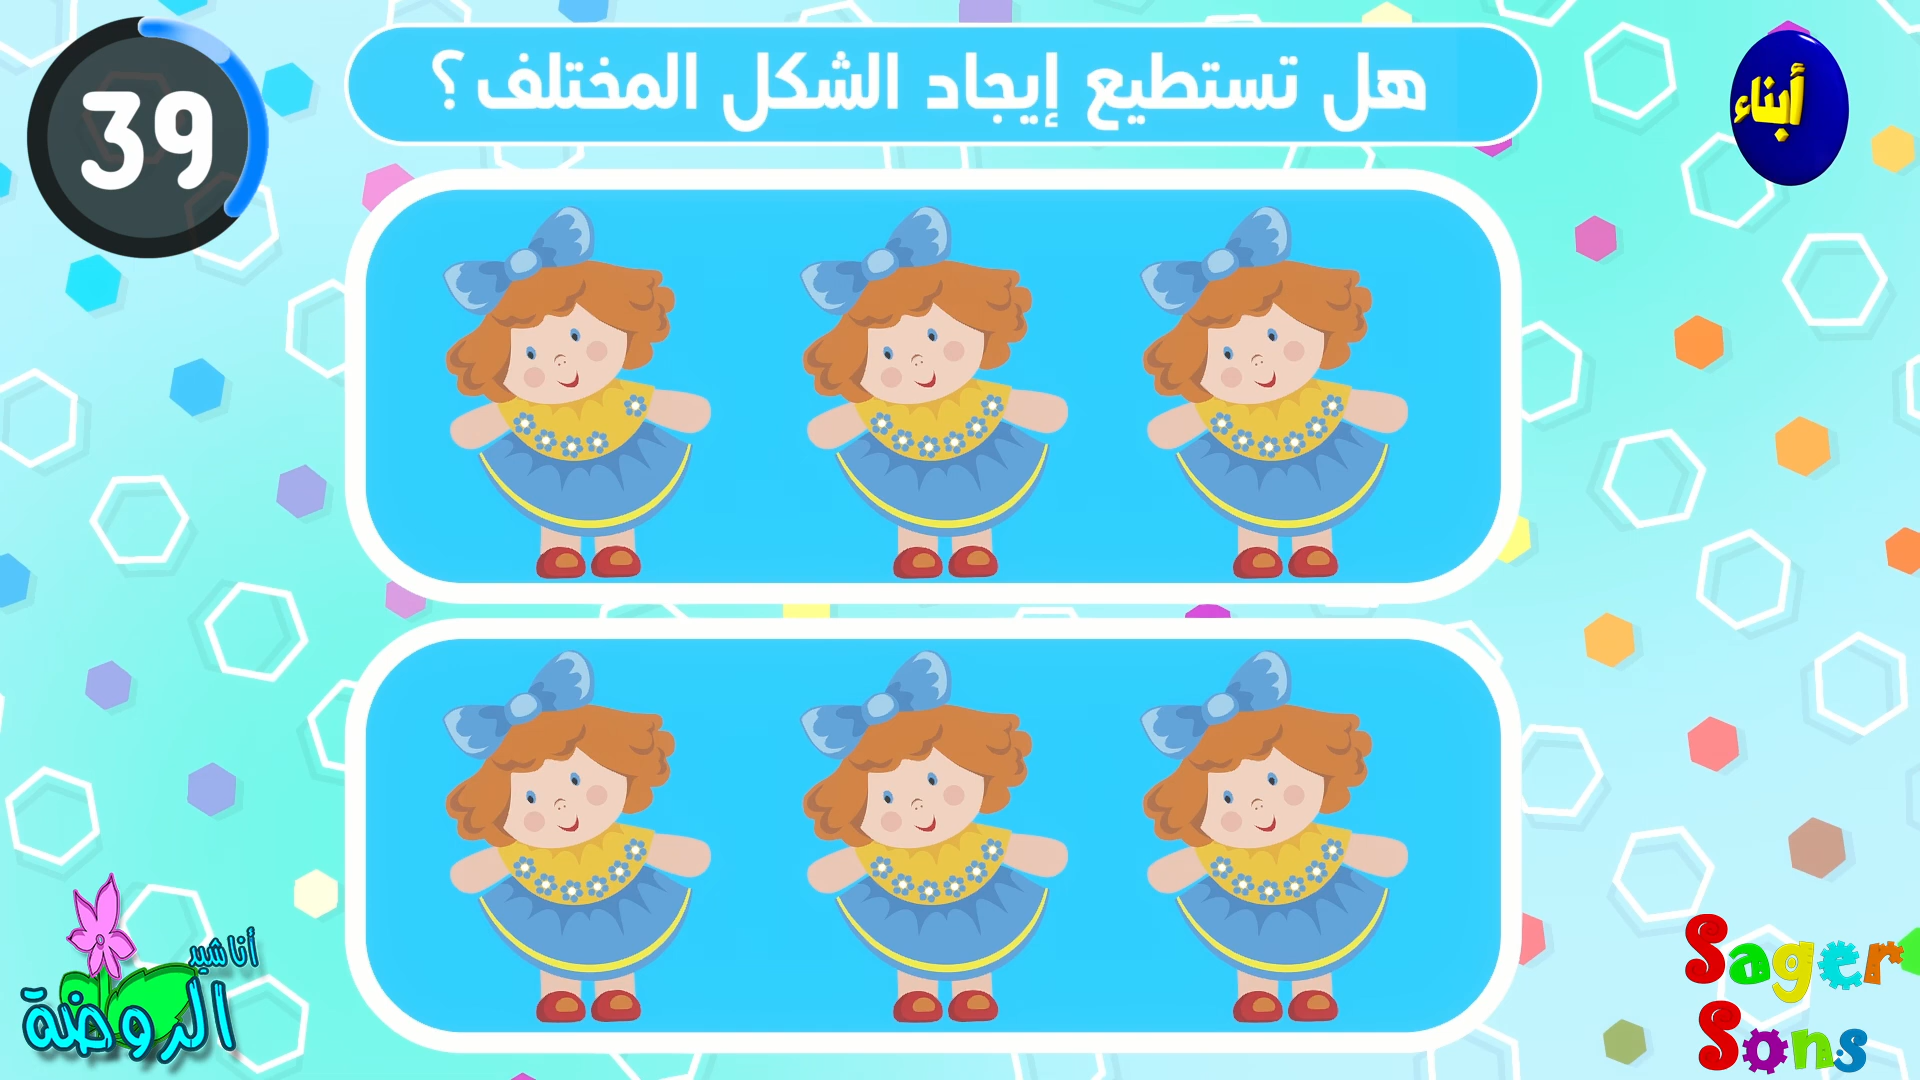 39
هل تستطيع إيجاد الشكل المختلف؟
أبناء
أناشيد
الروضة
Sager
Sons